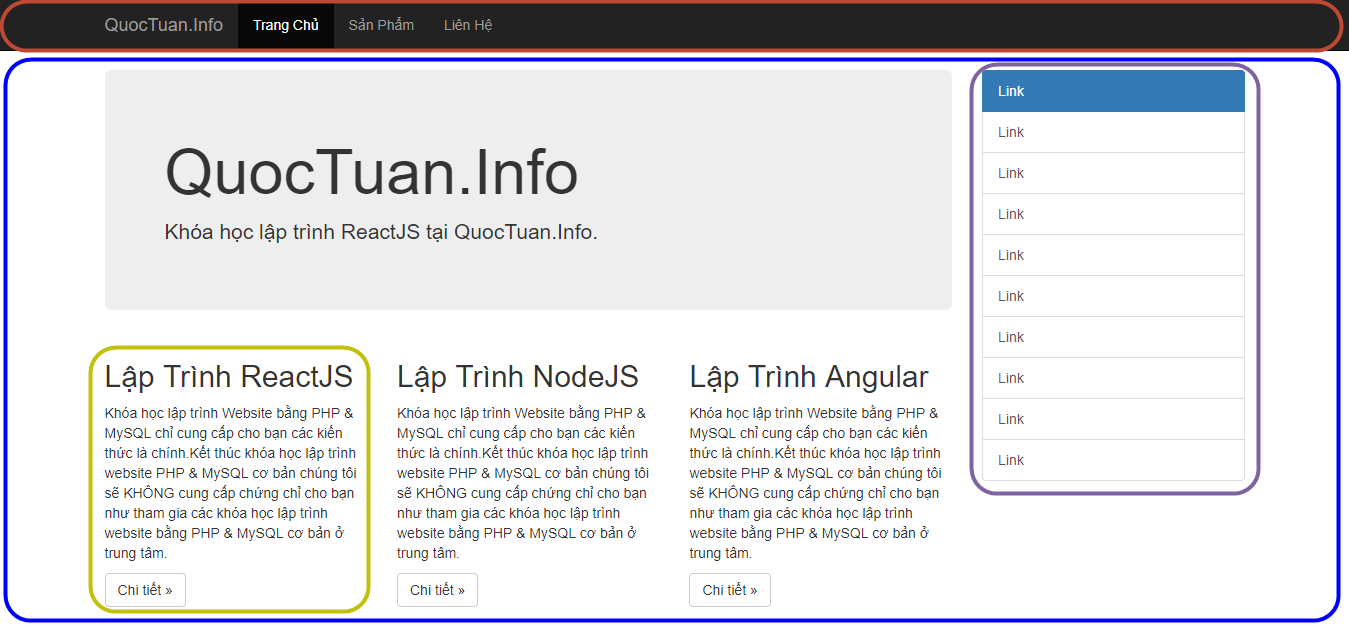 QuocTuan.Info Trang Chủ Sản Phẩm Liên Hệ
QuocTuan.Info
Khóa học lập trình ReactJS tại QuocTuan.Info.
Lập Trình ReactJS
Khóa học lập trình Website bằng PHP &
MySQL chỉ cung cấp cho bạn các kiến
thức là chính.Kết thúc khóa học lập trình
website PHP & MySQL cơ bản chúng tôi
sẽ KHÔNG cung cấp chứng chỉ cho bạn
như tham gia các khóa học lập trình
website bằng PHP & MySQL cơ bản ở
trung tâm.
Chi tiết »
Lập Trình NodeJS
Khóa học lập trình Website bằng PHP &
MySQL chỉ cung cấp cho bạn các kiến
thức là chính.Kết thúc khóa học lập trình
website PHP & MySQL cơ bản chúng tôi
sẽ KHÔNG cung cấp chứng chỉ cho bạn
như tham gia các khóa học lập trình
website bằng PHP & MySQL cơ bản ở
trung tâm.
Chi tiết »
Lập Trình Angular
Khóa học lập trình Website bằng PHP &
MySQL chỉ cung cấp cho bạn các kiến
thức là chính.Kết thúc khóa học lập trình
website PHP & MySQL cơ bản chúng tôi
sẽ KHÔNG cung cấp chứng chỉ cho bạn
như tham gia các khóa học lập trình
website bằng PHP & MySQL cơ bản ở
trung tâm.
Chi tiết »
Link
Link
Link
Link
Link
Link
Link
Link
Link
Link